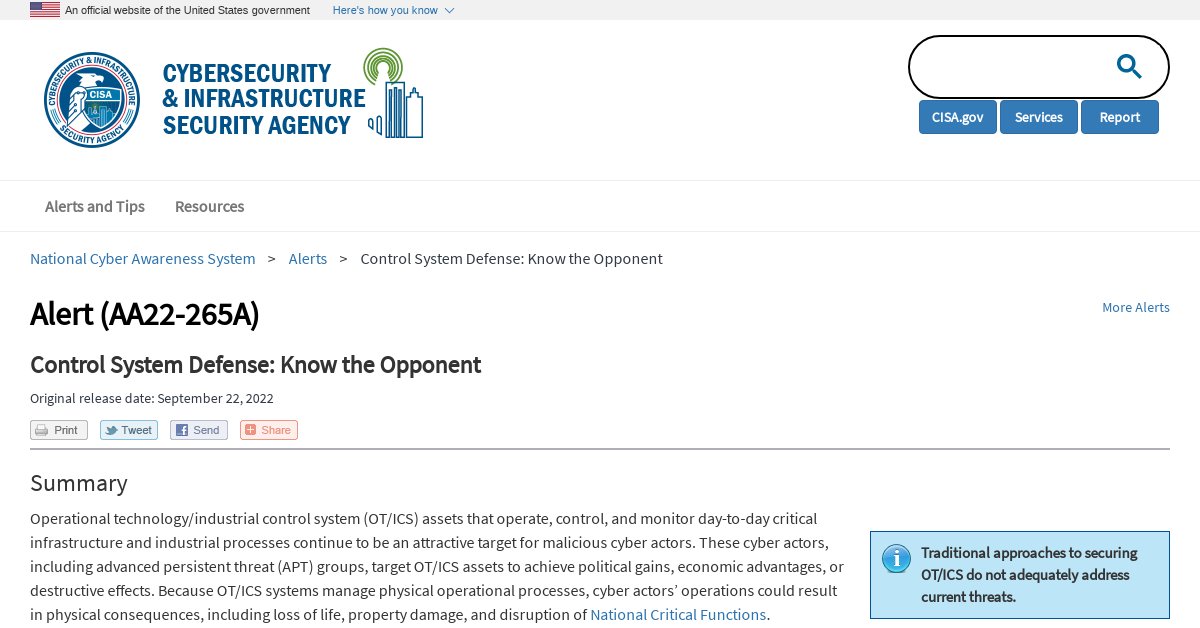 An official website of the United States government Here's how you know
CYBERSECURITY & INFRASTRUCTURE
SECURITY AGENCY
CISA
CYBERSECURITY
& INFRASTRUCTURE
SECURITY AGENCY
CISA.gov Services Report
Alerts and Tips Resources
National Cyber Awareness System > Alerts > Control System Defense: Know the Opponent
Alert (AA22-265A)
More Alerts
Control System Defense: Know the Opponent
Original release date: September 22, 2022
Print Tweet Send Share
Summary
Operational technology/industrial control system (OT/ICS) assets that operate, control, and monitor day-to-day critical
infrastructure and industrial processes continue to be an attractive target for malicious cyber actors. These cyber actors,
including advanced persistent threat (APT) groups, target OT/ICS assets to achieve political gains, economic advantages, or
destructive effects. Because OT/ICS systems manage physical operational processes, cyber actors’ operations could result
in physical consequences, including loss of life, property damage, and disruption of National Critical Functions.
Traditional approaches to securing
OT/ICS do not adequately address
current threats.